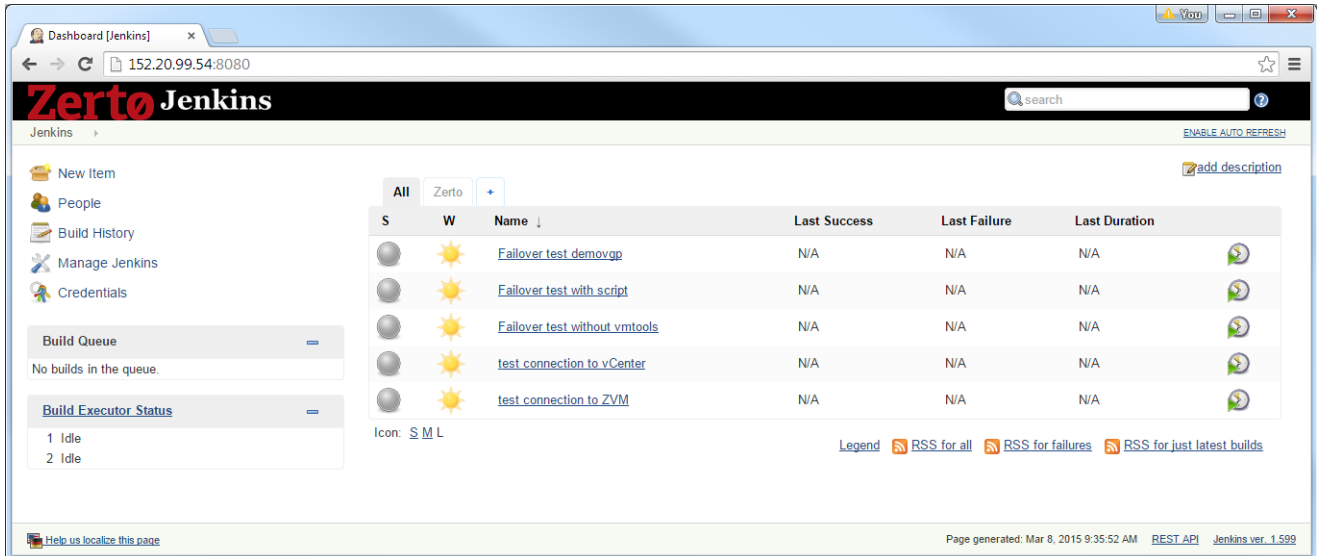 You
Dashboard [Jenkins]
152.20.99.54:8080
Zerto Jenkins
search
Jenkins
ENABLE AUTO REFRESH
add description
New Item
People
Build History
Manage Jenkins
Credentials
Build Queue
No builds in the queue.
Build Executor Status
1 Idle
2 Idle
All Zerto +
S W Name ↓ Last Success Last Failure Last Duration
Failover test demovgp N/A N/A N/A
Failover test with script N/A N/A N/A
Failover test without vmtools N/A N/A N/A
test connection to vCenter N/A N/A N/A
test connection to ZVM N/A N/A N/A
Icon: S M L
Legend RSS for all RSS for failures RSS for just latest builds
Help us localize this page
Page generated: Mar 8, 2015 9:35:52 AM REST API Jenkins ver. 1.599